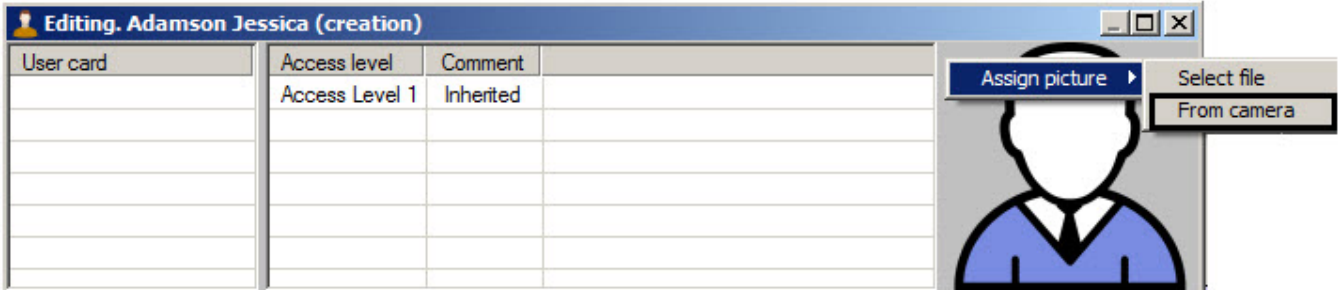 Editing. Adamson Jessica (creation)
User card
Access level Comment
Access Level 1 Inherited
Assign picture
Select file
From camera